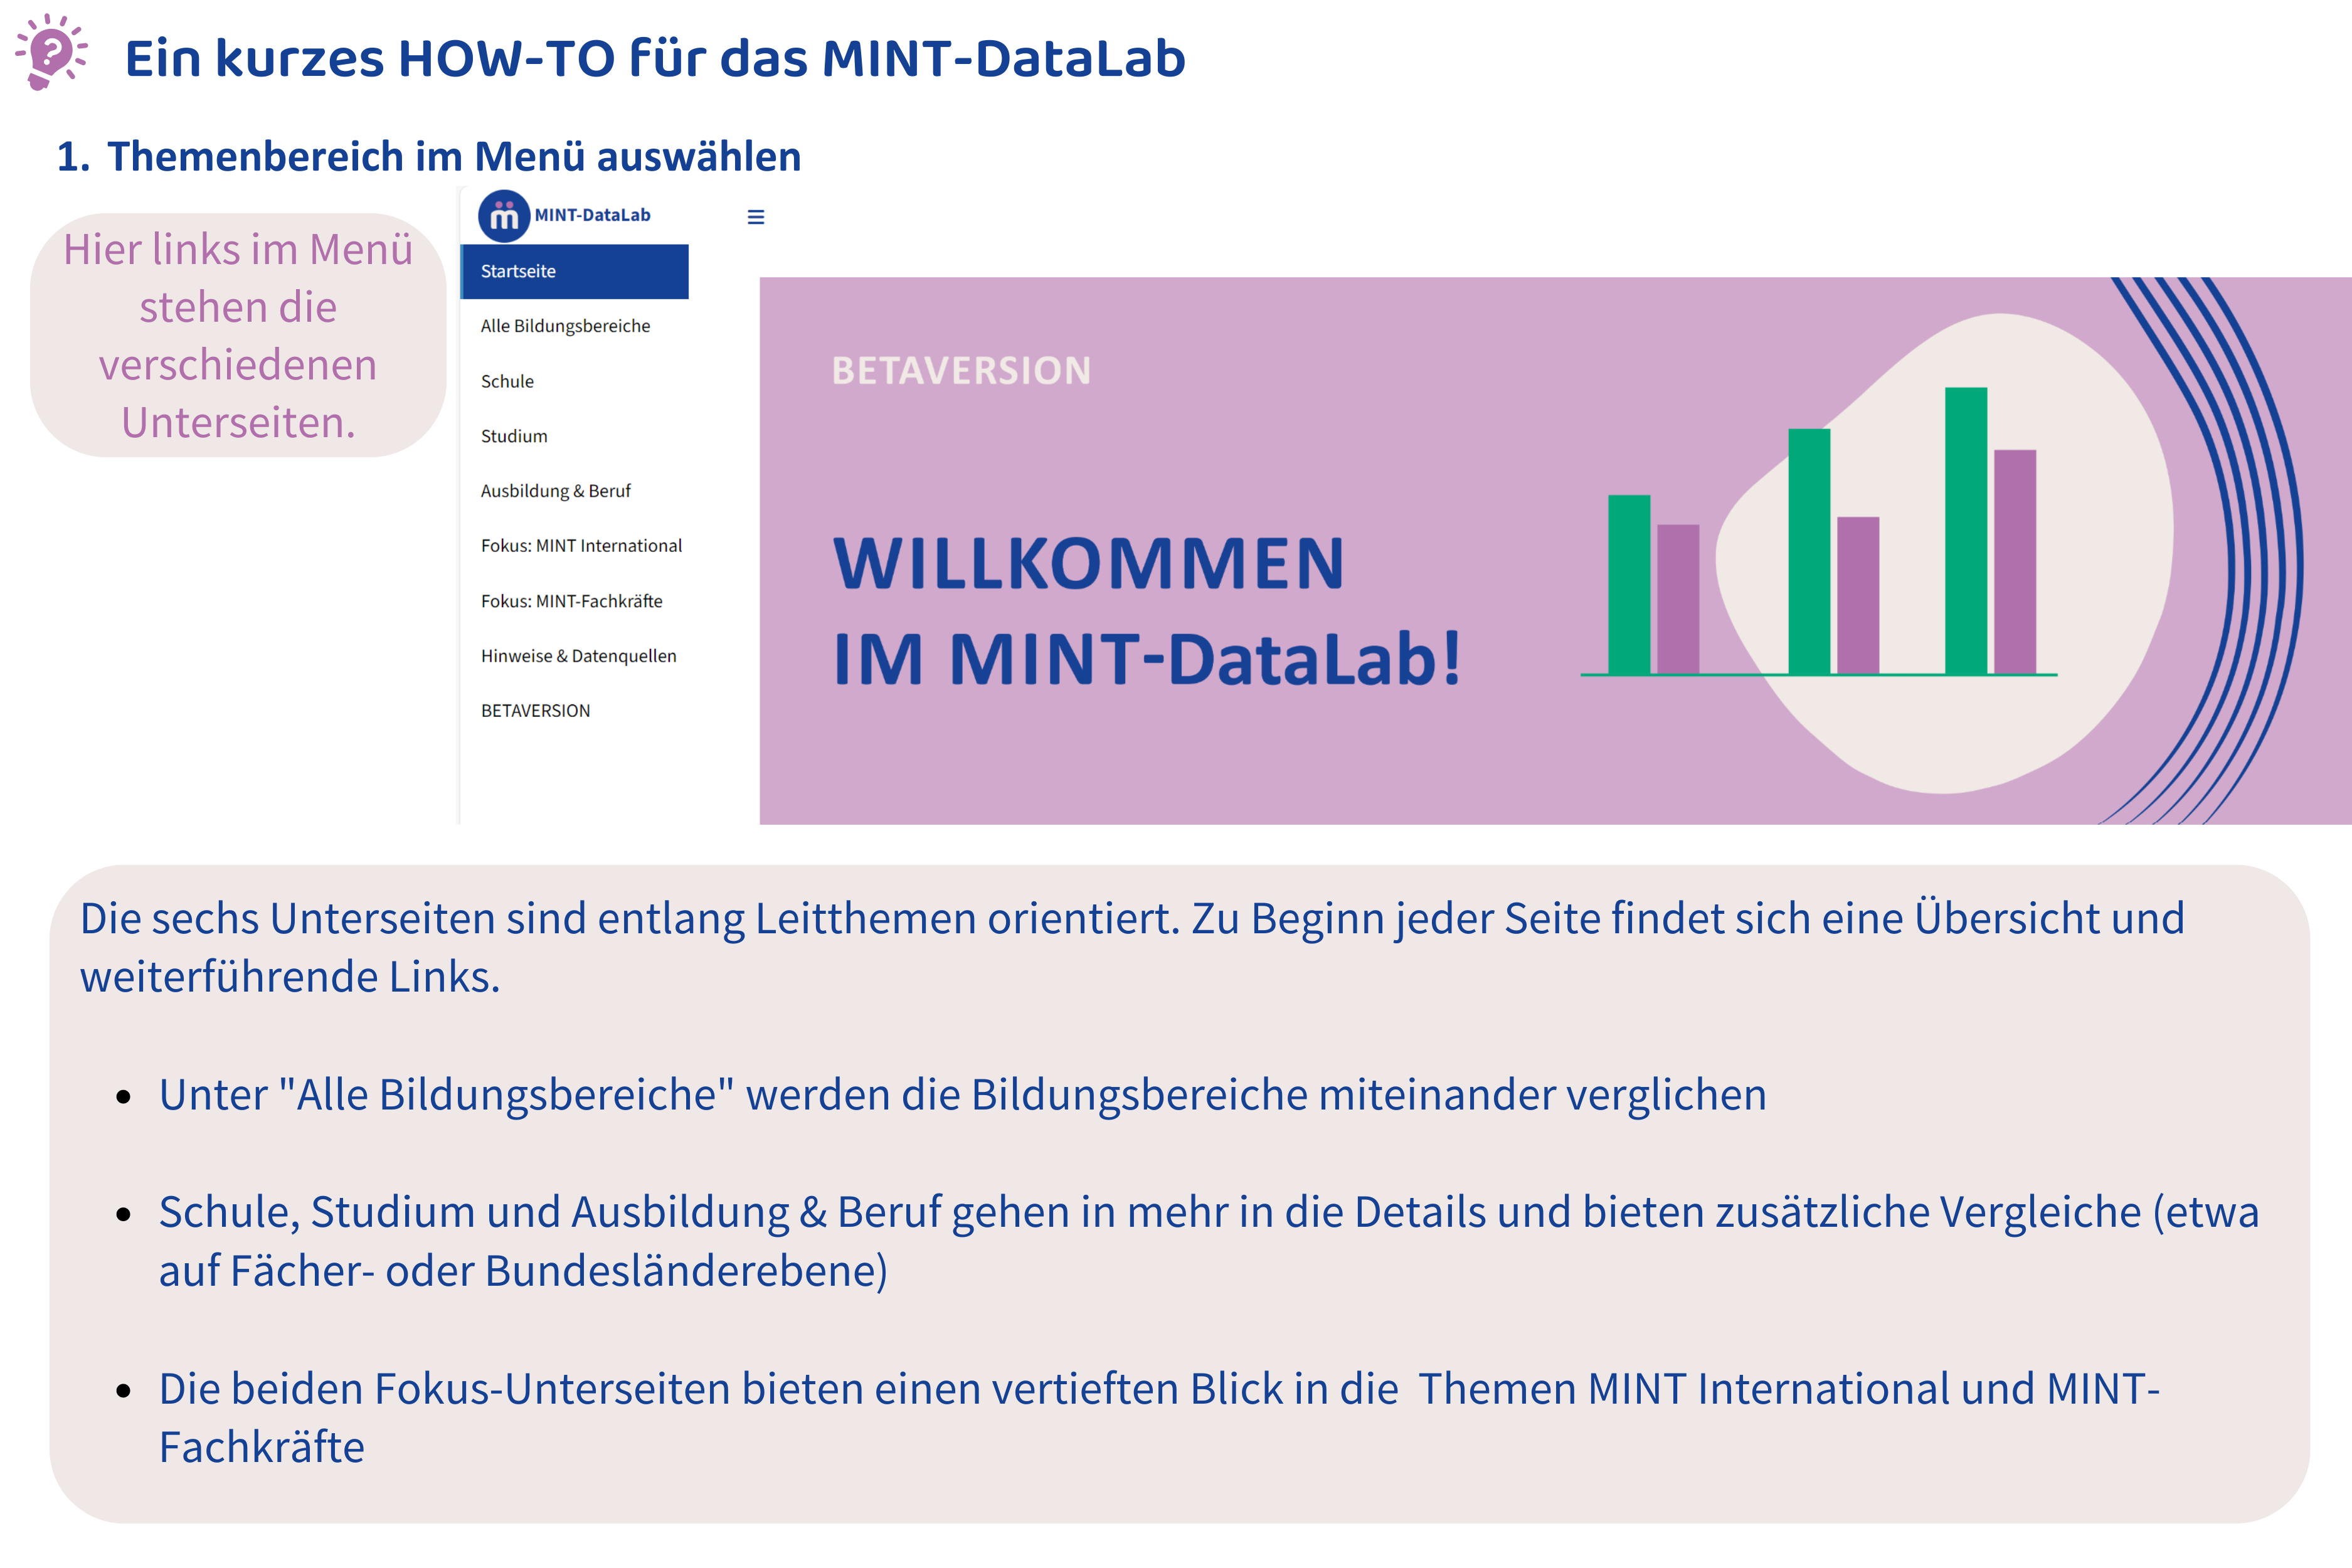 Ein kurzes HOW-TO für das MINT-DataLab
1. Themenbereich im Menü auswählen
Hier links im Menü
stehen die
verschiedenen
Unterseiten.
MINT-DataLab
Startseite
Alle Bildungsbereiche
Schule
Studium
Ausbildung & Beruf
Fokus: MINT International
Fokus: MINT-Fachkräfte
Hinweise & Datenquellen
BETAVERSION
BETAVERSION
WILLKOMMEN
IM MINT-DataLab!
Die sechs Unterseiten sind entlang Leitthemen orientiert. Zu Beginn jeder Seite findet sich eine Übersicht und
weiterführende Links.
• Unter "Alle Bildungsbereiche" werden die Bildungsbereiche miteinander verglichen
• Schule, Studium und Ausbildung & Beruf gehen in mehr in die Details und bieten zusätzliche Vergleiche (etwa
auf Fächer- oder Bundesländerebene)
• Die beiden Fokus-Unterseiten bieten einen vertieften Blick in die  Themen MINT International und MINT-
Fachkräfte